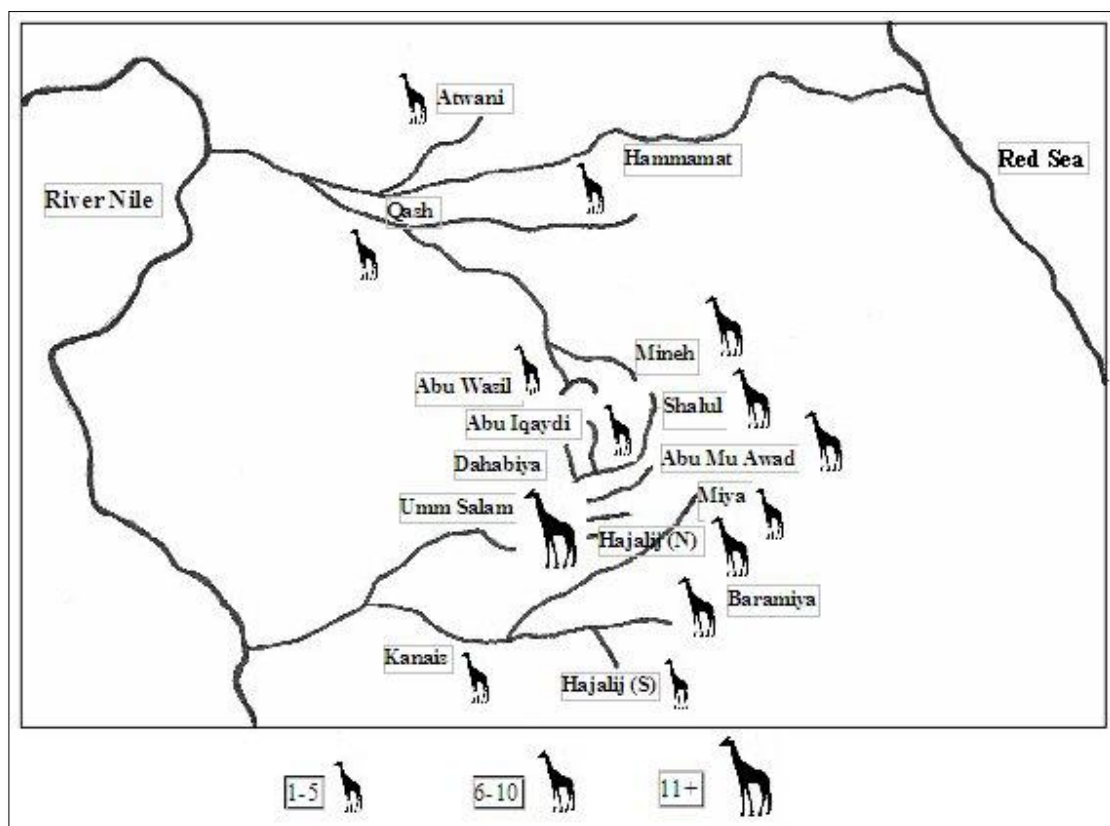 Atwani
Hammamat
Red Sea
River Nile
Qash
Mineh
Abu Wasil
Shalul
Abu Iqaydi
Abu Mu Awad
Dahabiya
Miya
Umm Salam
Hajalij (N)
Baramiya
Kanais
Hajalij (S)
1-5
6-10
11+